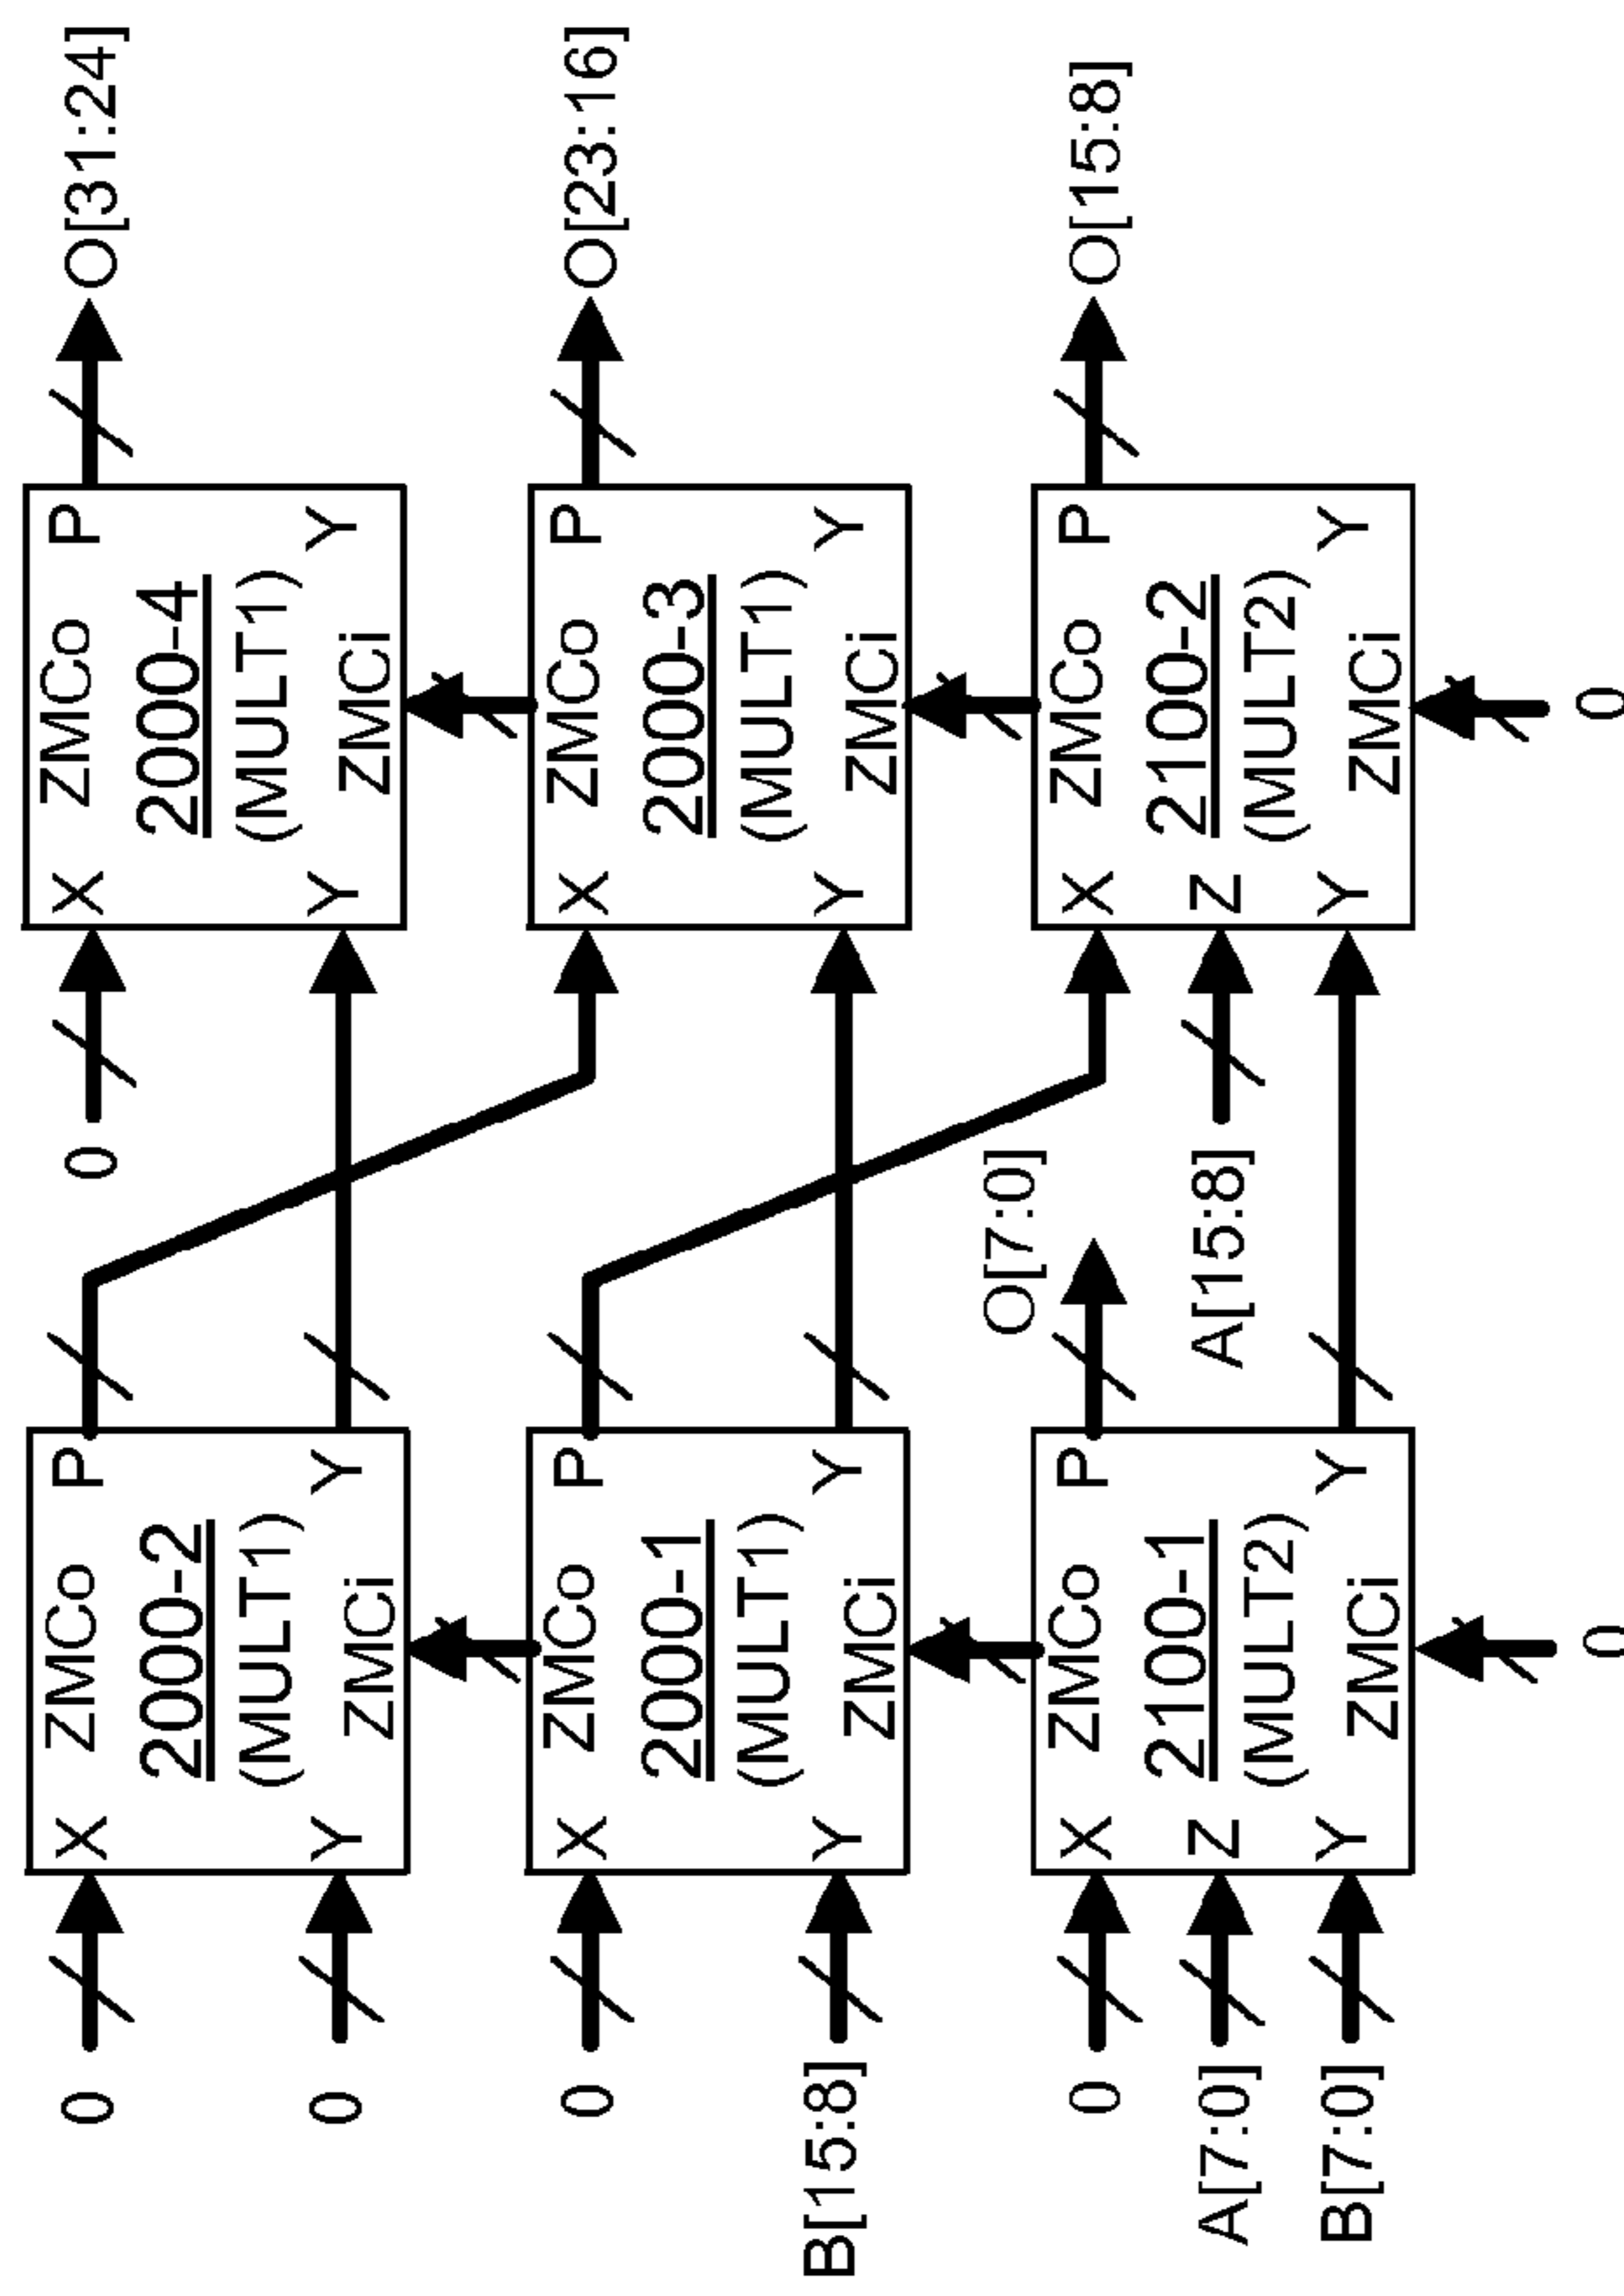 0 X ZMCo P 0 X ZMCo P O[31:24]
2000-2 2000-4
(MULT1) (MULT1)
0 Y ZMCi Y Y ZMCi Y
0 X ZMCo P X ZMCo P O[23:16]
2000-1 2000-3
(MULT1) (MULT1)
B[15:8] Y ZMCi Y Y ZMCi Y
O[7:0]
0 X ZMCo P X ZMCo P O[15:8]
A[7:0] Z 2100-1 A[15:8] Z 2100-2
(MULT2) (MULT2)
B[7:0] Y ZMCi Y Y ZMCi Y
0 0